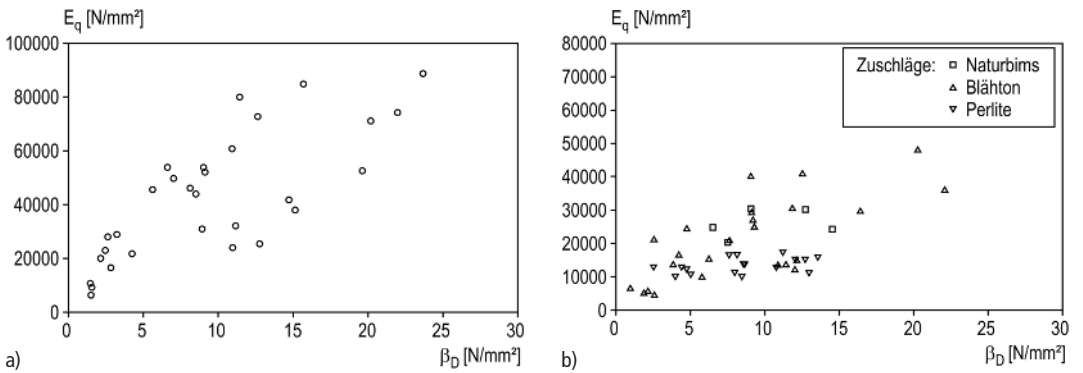 E_q [N/mm²]
100000
80000
60000
40000
20000
0
0 5 10 15 20 25 30
β_D [N/mm²]
a)
E_q [N/mm²]
80000
70000
60000
50000
40000
30000
20000
10000
0
0 5 10 15 20 25 30
β_D [N/mm²]
b)
Zuschläge: □ Naturbims
△ Blähton
▽ Perlite